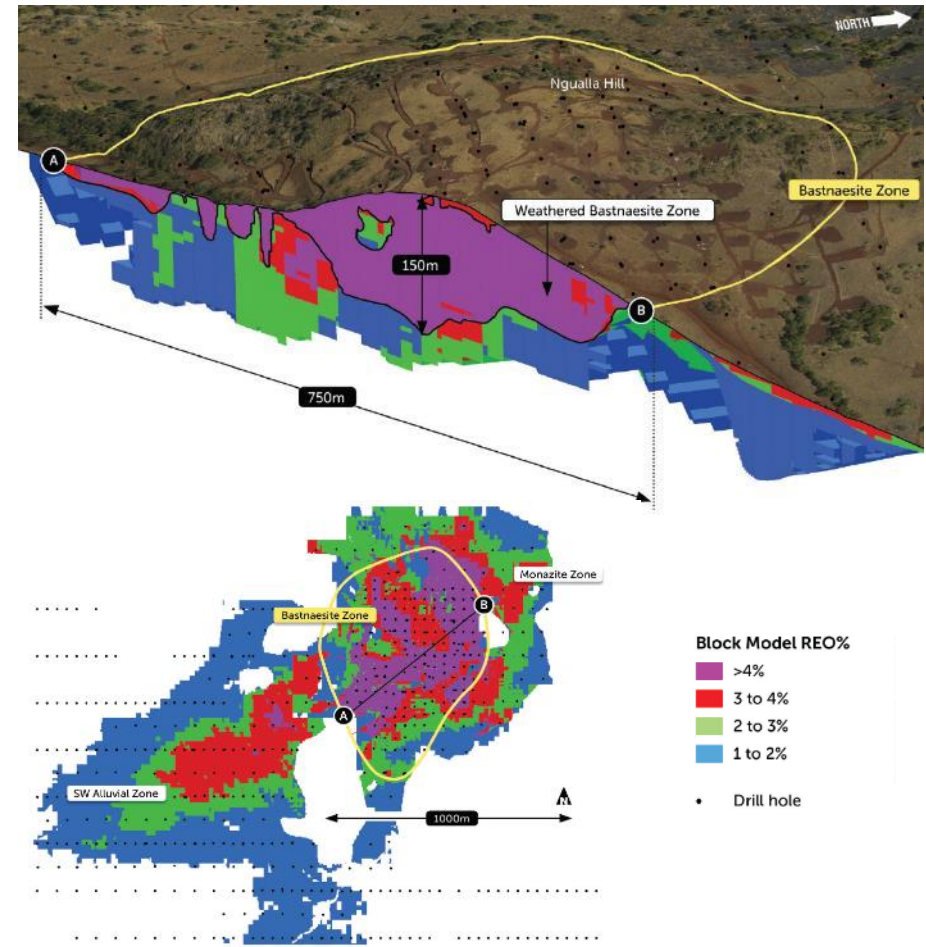 NORTH
Ngualla Hill
A
Bastnaesite Zone
Weathered Bastnaesite Zone
150m
B
750m
Monazite Zone
B
Bastnaesite Zone
A
SW Alluvial Zone
N
1000m
Block Model REO%
>4%
3 to 4%
2 to 3%
1 to 2%
Drill hole